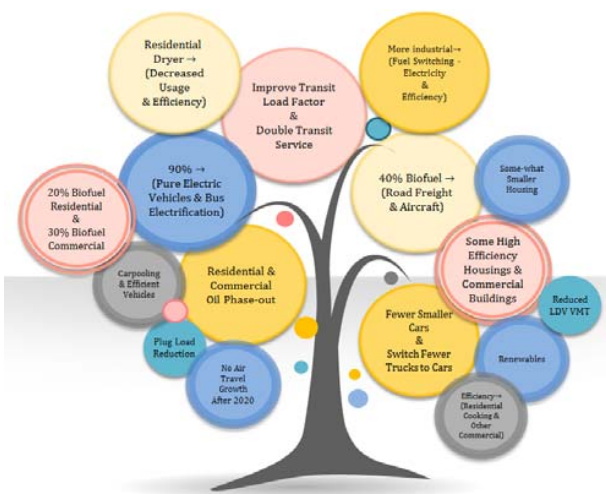 Residential
Dryer →
(Decreased
Usage
& Efficiency)
Improve Transit
Load Factor
&
Double Transit
Service
More industrial→
(Fuel Switching -
Electricity
&
Efficiency)
90% →
(Pure Electric
Vehicles & Bus
Electrification)
40% Biofuel →
(Road Freight
& Aircraft)
Some-what
Smaller
Housing
20% Biofuel
Residential
&
30% Biofuel
Commercial
Carpooling
& Efficient
Vehicles
Residential &
Commercial
Oil Phase-out
Some High
Efficiency
Housings &
Commercial
Buildings
Reduced
LDV VMT
Plug Load
Reduction
Fewer Smaller
Cars
&
Switch Fewer
Trucks to Cars
Renewables
No Air
Travel
Growth
After 2020
Efficiency→
(Residential
Cooking &
Other
Commercial)